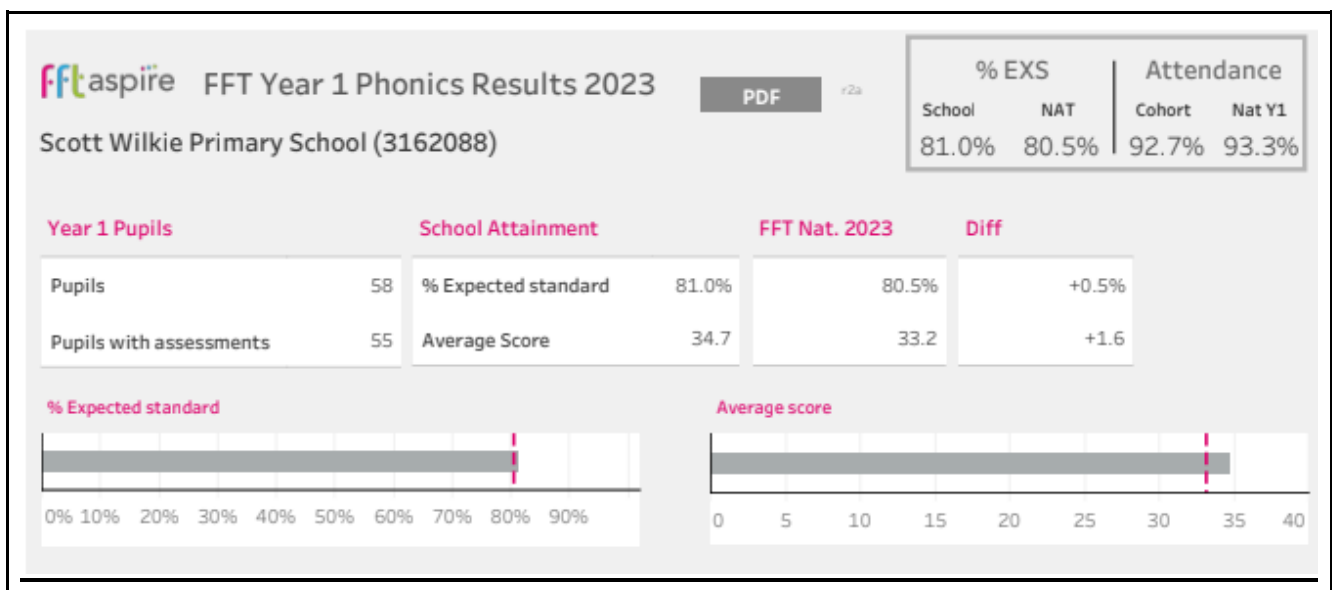 fftaspire FFT Year 1 Phonics Results 2023 PDF r2a
Scott Wilkie Primary School (3162088)
% EXS Attendance
School NAT Cohort Nat Y1
81.0% 80.5% 92.7% 93.3%
Year 1 Pupils School Attainment FFT Nat. 2023 Diff
Pupils 58 % Expected standard 81.0% 80.5% +0.5%
Pupils with assessments 55 Average Score 34.7 33.2 +1.6
% Expected standard
0% 10% 20% 30% 40% 50% 60% 70% 80% 90%
Average score
0 5 10 15 20 25 30 35 40